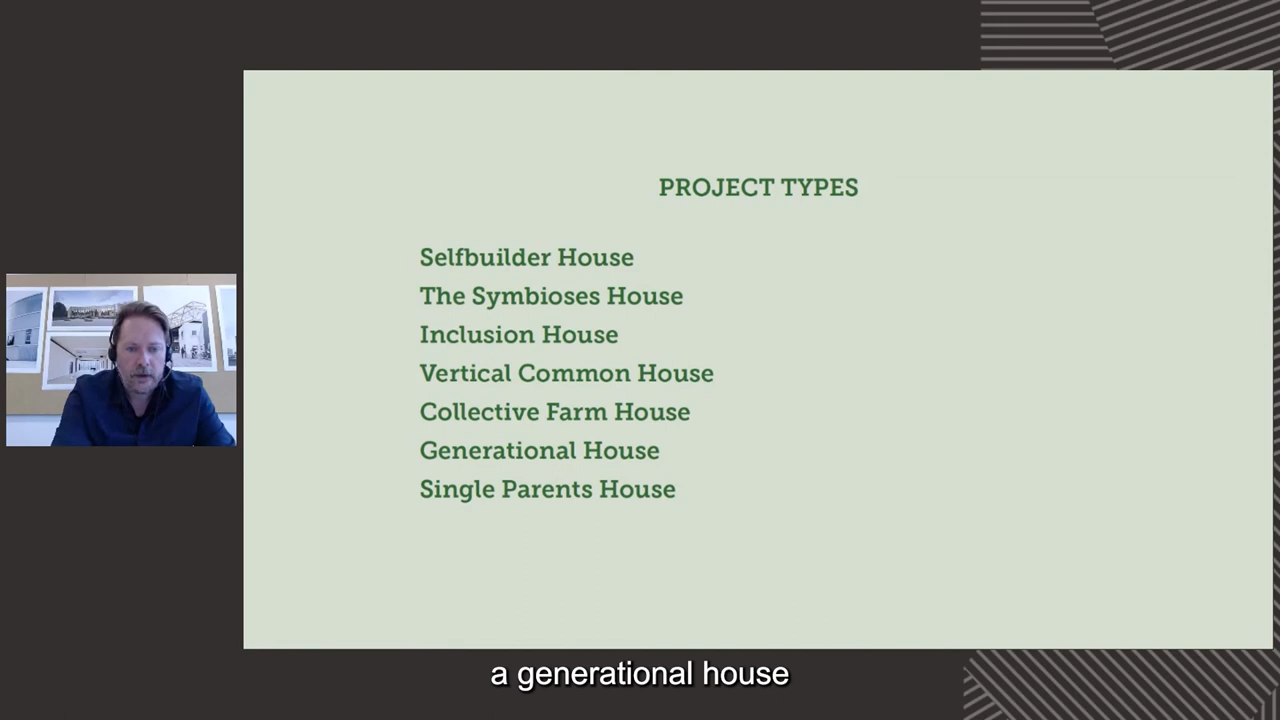 PROJECT TYPES
Selfbuilder House
The Symbioses House
Inclusion House
Vertical Common House
Collective Farm House
Generational House
Single Parents House
a generational house